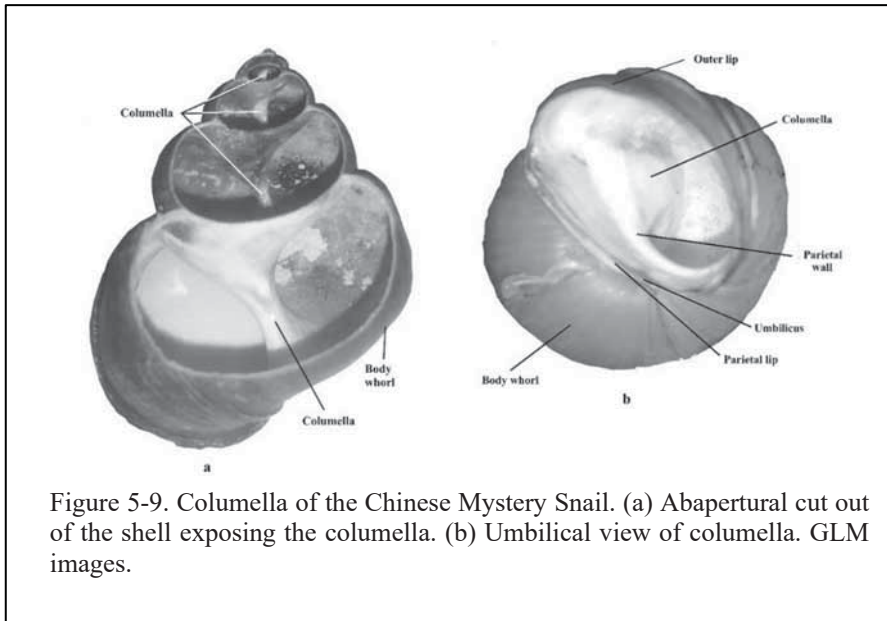 Columella
Body
whorl
Columella
a
Outer lip
Columella
Parietal
wall
Umbilicus
Parietal lip
Body whorl
b
Figure 5-9. Columella of the Chinese Mystery Snail. (a) Abapertural cut out
of the shell exposing the columella. (b) Umbilical view of columella. GLM
images.